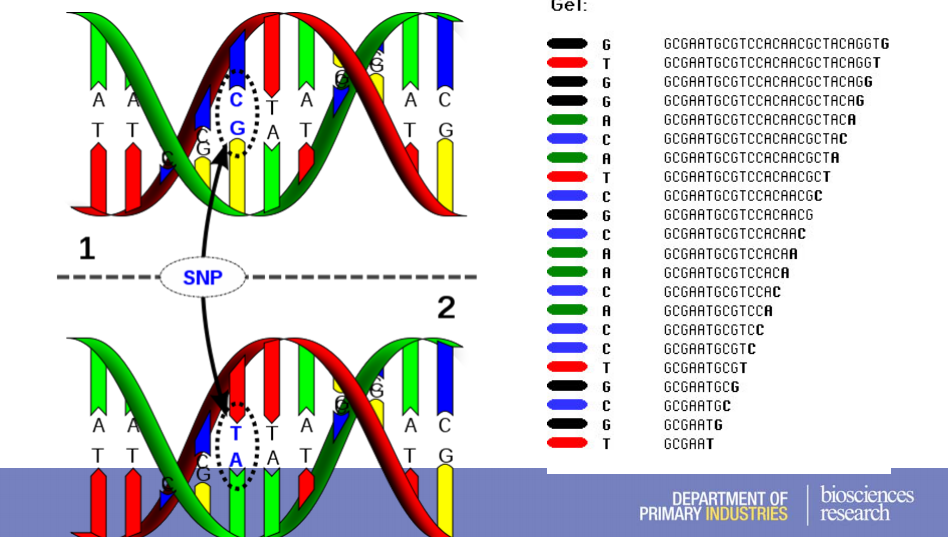 A A C C T A G G A C
T T C G G A T C T G
1
SNP
2
A A C T T A G G A C
T T C G A A T C T G
Gel:
G GCGAATGCGTCCACAACGCTACAGGTG
T GCGAATGCGTCCACAACGCTACAGGT
G GCGAATGCGTCCACAACGCTACAGG
G GCGAATGCGTCCACAACGCTACAG
A GCGAATGCGTCCACAACGCTACA
C GCGAATGCGTCCACAACGCTAC
A GCGAATGCGTCCACAACGCTA
T GCGAATGCGTCCACAACGCT
C GCGAATGCGTCCACAACGC
G GCGAATGCGTCCACAACG
C GCGAATGCGTCCACAAC
A GCGAATGCGTCCACAA
A GCGAATGCGTCCACA
C GCGAATGCGTCCAC
A GCGAATGCGTCCA
C GCGAATGCGTCC
C GCGAATGCGTC
T GCGAATGCGT
G GCGAATGCG
C GCGAATGC
G GCGAATG
T GCGAAT
DEPARTMENT OF
PRIMARY INDUSTRIES
biosciences
research